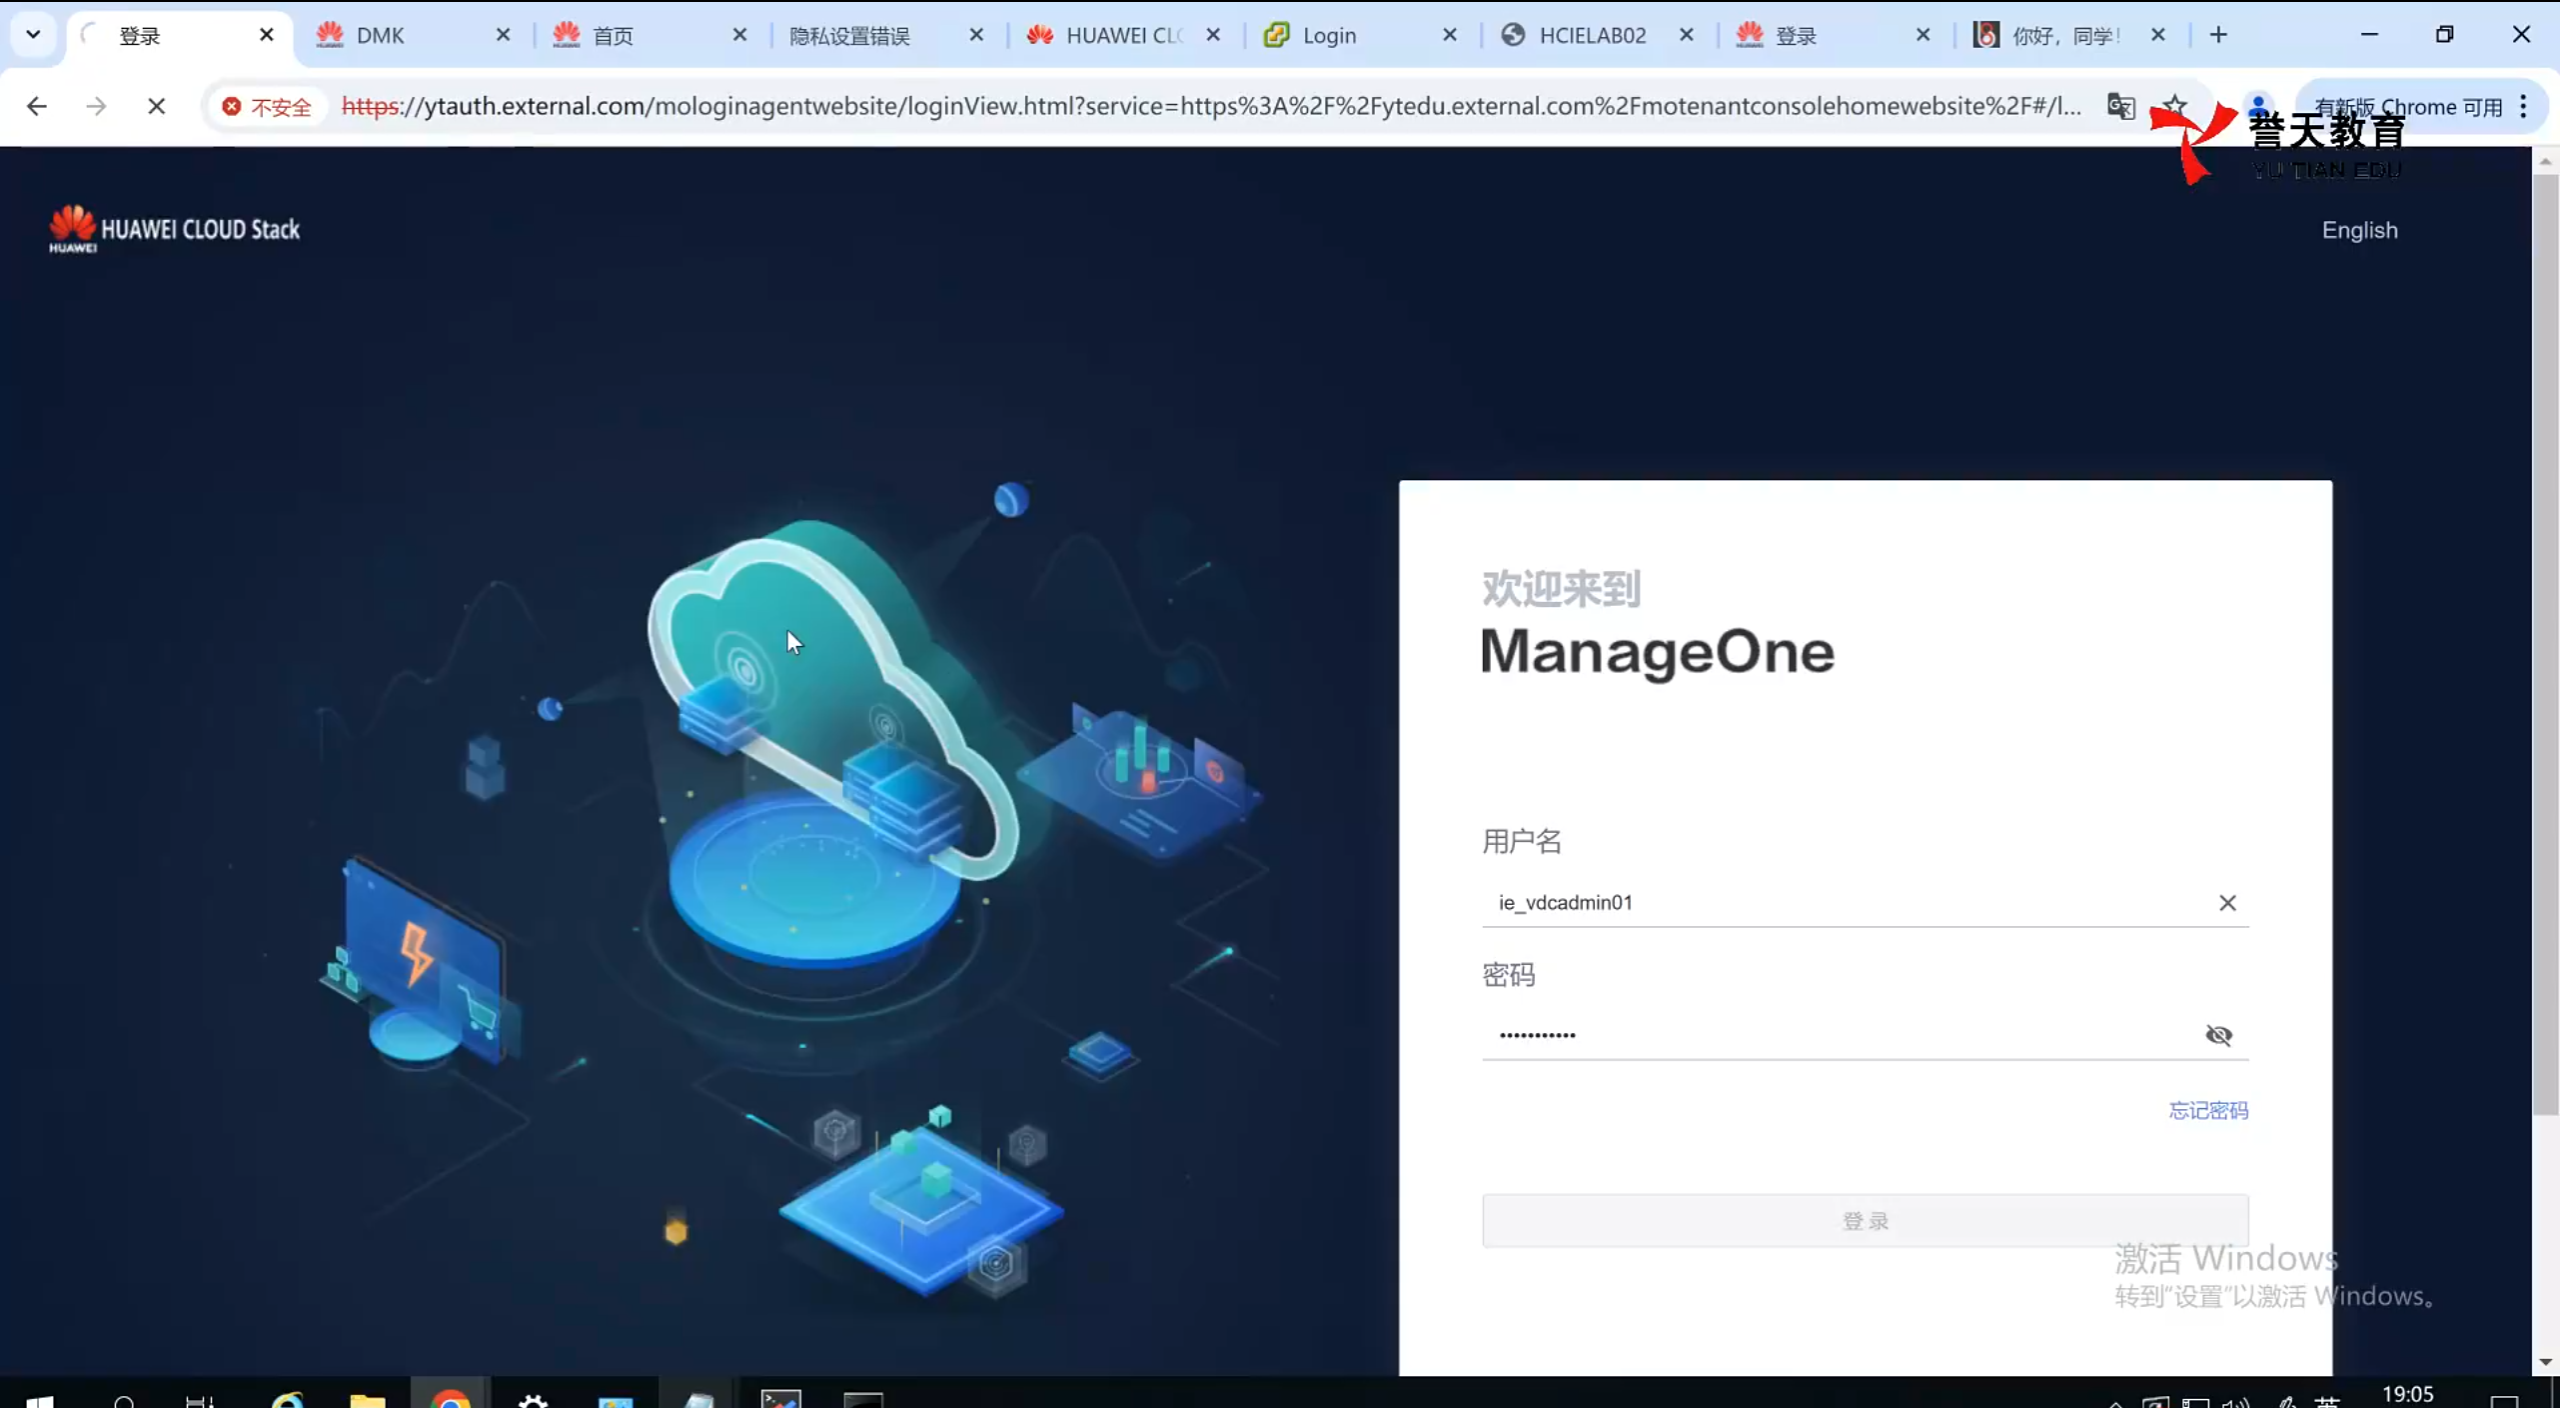 登录
DMK
首页
隐私设置错误
HUAWEI CLO
Login
HCIELAB02
登录
你好，同学！
不安全
https://ytauth.external.com/mologinagentwebsite/loginView.html?service=https%3A%2F%2Fytedu.external.com%2Fmotenantconsolehomewebsite%2F#/l...
有新版 Chrome 可用
誉天教育
YU TIAN EDU
HUAWEI
HUAWEI CLOUD Stack
English
欢迎来到
ManageOne
用户名
ie_vdcadmin01
密码
忘记密码
登 录
激活 Windows
转到"设置"以激活 Windows。
英
19:05